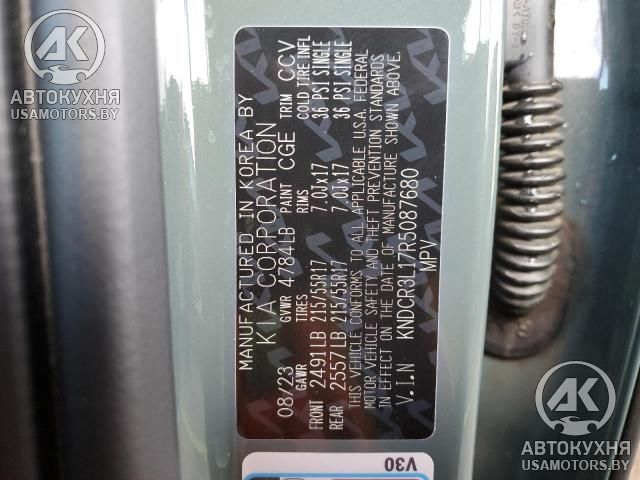 MANUFACTURED IN KOREA BY
KIA CORPORATION
08/23 GVWR 4784LB PAINT CGE TRIM CCV
GAWR TIRES RIMS COLD TIRE INFL
FRONT 2491LB 215/55R17 7.0JX17 36 PSI SINGLE
REAR 2557LB 215/55R17 7.0JX17 36 PSI SINGLE
THIS VEHICLE CONFORMS TO ALL APPLICABLE U.S.A. FEDERAL
MOTOR VEHICLE SAFETY AND THEFT PREVENTION STANDARDS
IN EFFECT ON THE DATE OF MANUFACTURE SHOWN ABOVE.
V.I.N KNDCR3L17R5087680
MPV
V30
АК
АВТОКУХНЯ
USAMOTORS.BY
АК
АВТОКУХНЯ
USAMOTORS.BY